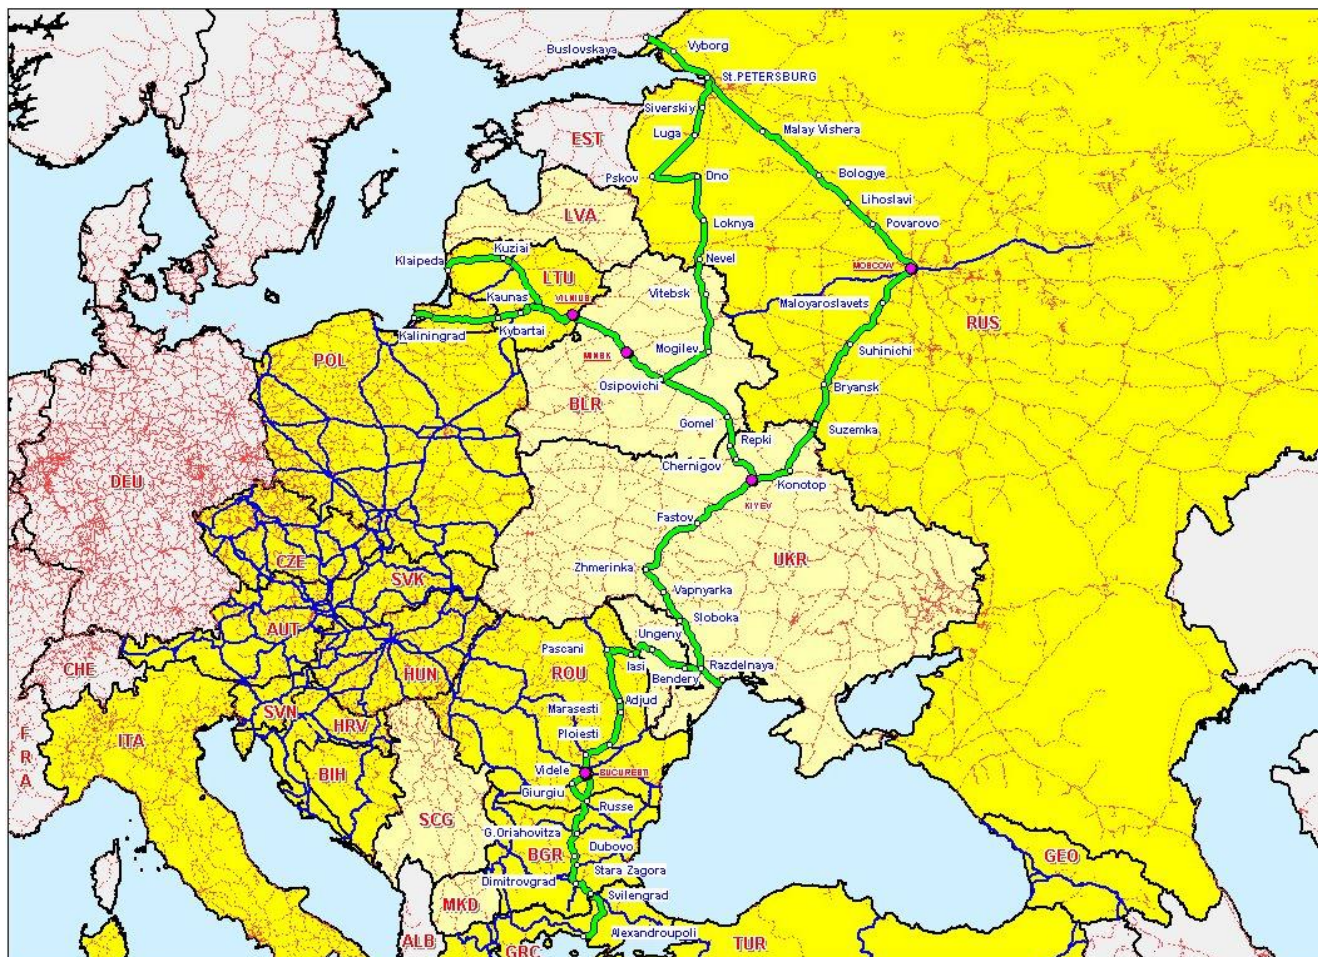 Buslovskaya
Vyborg
St.PETERSBURG
Siverskiy
Luga
Malay Vishera
EST
Pskov
Dno
Bologye
Lihoslavi
LVA
Loknya
Povarovo
Kuziai
Klaipeda
Nevel
MOSCOW
LTU
Kaunas
VILNIUS
Vitebsk
Maloyaroslavets
RUS
Kaliningrad
Kybartai
POL
MINSK
Mogilev
Suhinichi
Osipovichi
Bryansk
BLR
Gomel
Suzemka
Repki
Chernigov
DEU
Konotop
KIYEV
Fastov
CZE
Zhmerinka
UKR
SVK
Vapnyarka
Sloboka
AUT
Ungeny
Pascani
CHE
Iasi
Razdelnaya
HUN
ROU
Bendery
Adjud
SVN
Marasesti
HRV
FRA
ITA
Ploiesti
BIH
Videle
BUCURESTI
Giurgiu
Russe
SCG
G.Oriahovitza
Dubovo
BGR
GEO
Stara Zagora
Dimitrovgrad
Svilengrad
MKD
Alexandroupoli
ALB
TUR
GRC